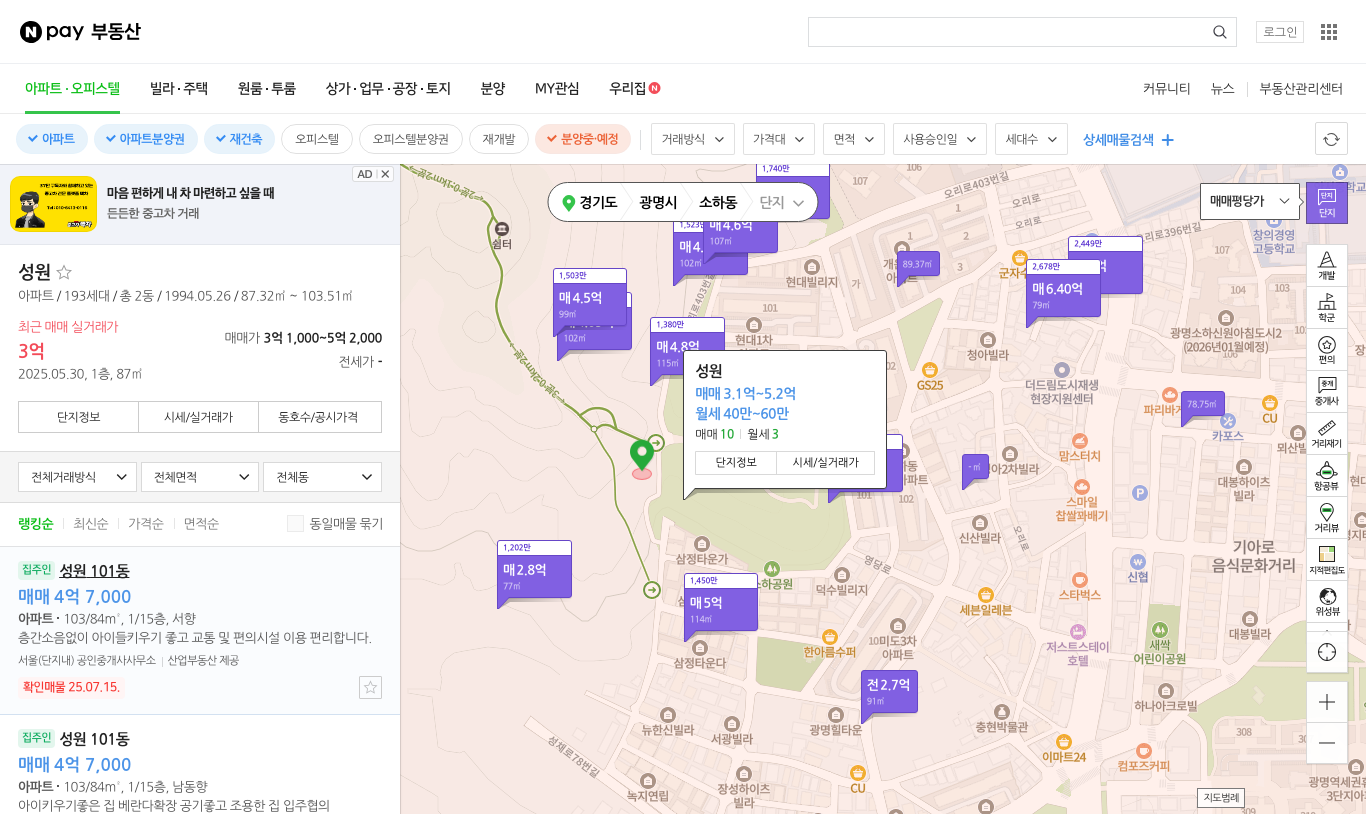 N pay 부동산
로그인
아파트·오피스텔
빌라·주택
원룸·투룸
상가·업무·공장·토지
분양
MY관심
우리집 N
커뮤니티
뉴스
부동산관리센터
아파트
아파트분양권
재건축
오피스텔
오피스텔분양권
재개발
분양중·예정
거래방식
가격대
면적
사용승인일
세대수
상세매물검색
AD
마음 편하게 내 차 마련하고 싶을 때
든든한 중고차 거래
성원
아파트 / 193세대 / 총 2동 / 1994.05.26 / 87.32㎡ ~ 103.51㎡
최근 매매 실거래가
3억
2025.05.30, 1층, 87㎡
매매가 3억 1,000~5억 2,000
전세가 -
단지정보
시세/실거래가
동호수/공시가격
전체거래방식
전체면적
전체동
랭킹순
최신순
가격순
면적순
동일매물 묶기
집주인 성원 101동
매매 4억 7,000
아파트 · 103/84㎡, 1/15층, 서향
층간소음없이 아이들키우기 좋고 교통 및 편의시설 이용 편리합니다.
서울(단지내) 공인중개사사무소
산업부동산 제공
확인매물 25.07.15.
집주인 성원 101동
매매 4억 7,000
아파트 · 103/84㎡, 1/15층, 남동향
아이키우기좋은 집 베란다확장 공기좋고 조용한 집 입주협의
경기도
광명시
소하동
단지
매매평당가
단지
단지
개발
학군
편의
중개
중개사
거리재기
항공뷰
거리뷰
지적편집도
위성뷰
지도범례
1,740만
매4.6억
107㎡
102㎡
1,503만
매4.5억
99㎡
102㎡
1,380만
매4.8억
115㎡
2,449만
2,678만
매6.40억
79㎡
89.37㎡
78.75㎡
- ㎡
101
1,202만
매2.8억
77㎡
1,450만
매5억
114㎡
전2.7억
91㎡
성원
매매 3.1억~5.2억
월세 40만~60만
매매 10
월세 3
단지정보
시세/실거래가
쉼터
현대빌리지
현대1차
청아빌라
GS25
더드림도시재생
현장지원센터
광명소하신원아침도시2
(2026년01월예정)
창의경영
고등학교
오리로403번길
오리로396번길
106
107
107
101
103
104
103
106
1
2
3
가
CU
카포스
맘스터치
스마일
찹쌀꽈배기
P
대봉하이츠
빌라
신산빌라
오리로
102
기아로
음식문화거리
신협
스타벅스
세븐일레븐
삼정타운가
소하공원
덕수빌리지
영당로
한아름수퍼
미도3차
아파트
102
삼정타운다
저스트스테이
호텔
새싹
어린이공원
대봉빌라
하나아크로빌
뉴한신빌라
서광빌라
광명힐타운
충현박물관
이마트24
컴포즈커피
성채로78번길
녹지연립
장성하이츠
빌라
CU
308
307
302
광명역세권